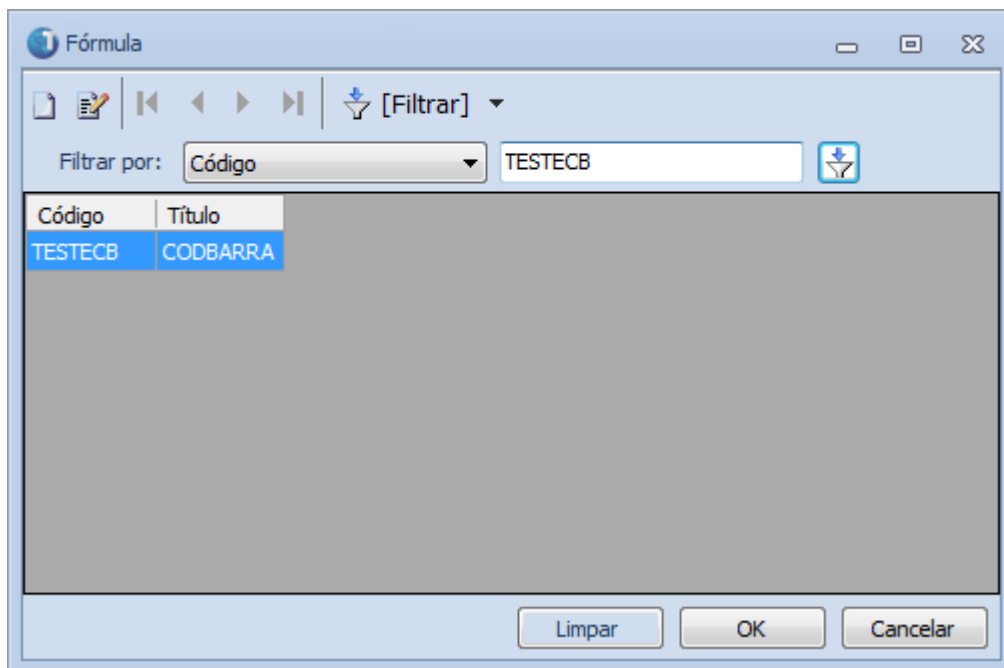 Fórmula
[Filtrar]
Filtrar por: Código TESTECB
Código Título
TESTECB CODBARRA
Limpar OK Cancelar